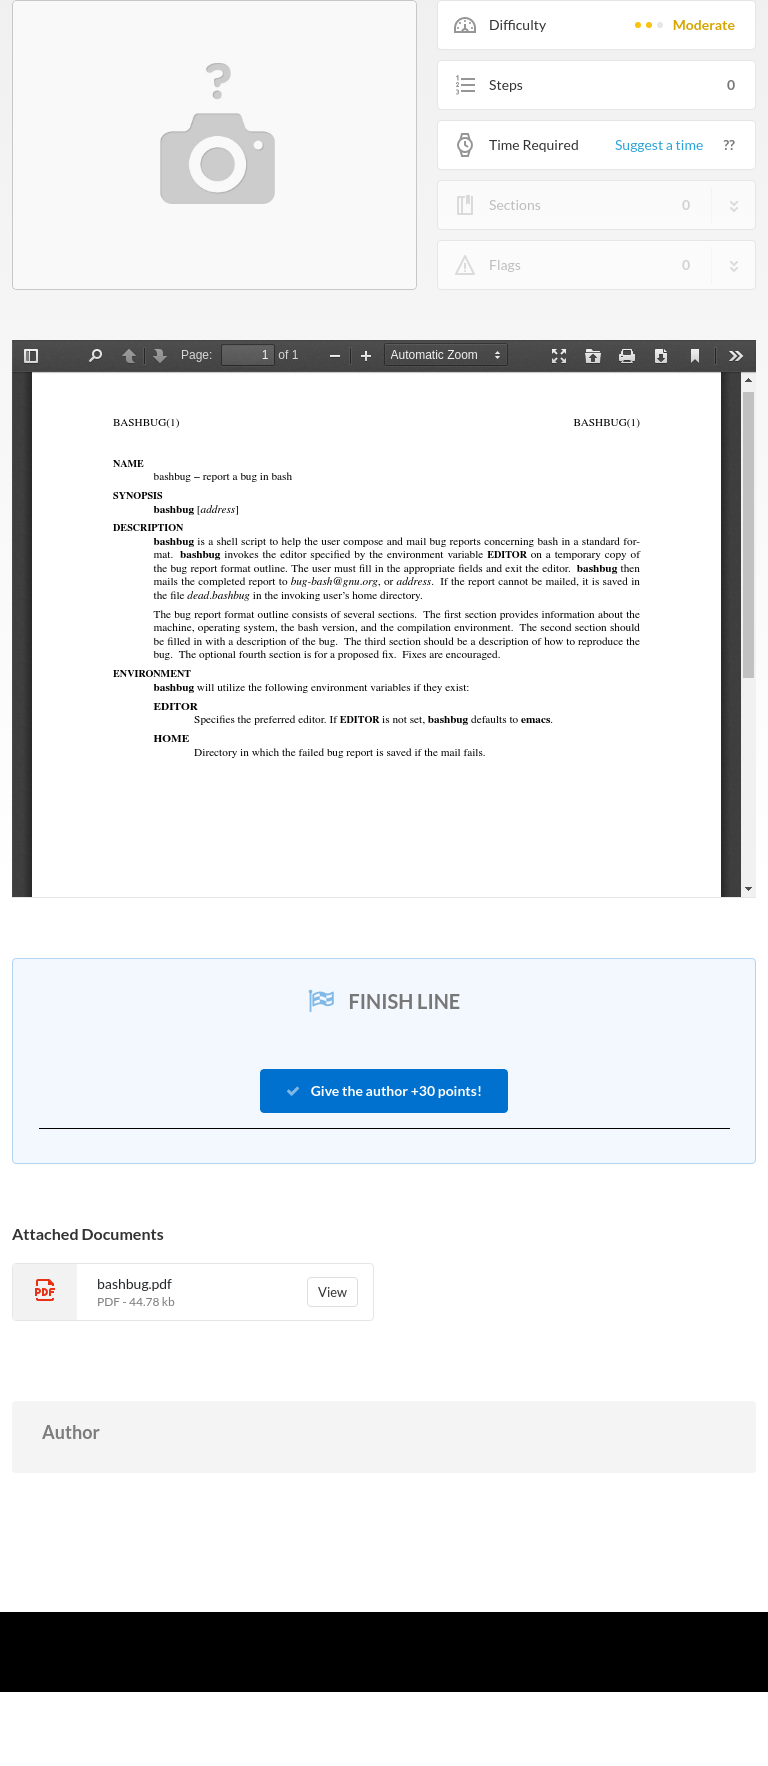 ?
Difficulty Moderate
Steps 0
Time Required Suggest a time ??
Sections 0
Flags 0
Page: 1 of 1 Automatic Zoom
BASHBUG(1) BASHBUG(1)
NAME
bashbug – report a bug in bash
SYNOPSIS
bashbug [address]
DESCRIPTION
bashbug is a shell script to help the user compose and mail bug reports concerning bash in a standard for-
mat. bashbug invokes the editor specified by the environment variable EDITOR on a temporary copy of
the bug report format outline. The user must fill in the appropriate fields and exit the editor. bashbug then
mails the completed report to bug-bash@gnu.org, or address. If the report cannot be mailed, it is saved in
the file dead.bashbug in the invoking user's home directory.
The bug report format outline consists of several sections. The first section provides information about the
machine, operating system, the bash version, and the compilation environment. The second section should
be filled in with a description of the bug. The third section should be a description of how to reproduce the
bug. The optional fourth section is for a proposed fix. Fixes are encouraged.
ENVIRONMENT
bashbug will utilize the following environment variables if they exist:
EDITOR
Specifies the preferred editor. If EDITOR is not set, bashbug defaults to emacs.
HOME
Directory in which the failed bug report is saved if the mail fails.
FINISH LINE
Give the author +30 points!
Attached Documents
PDF bashbug.pdf View
PDF - 44.78 kb
Author